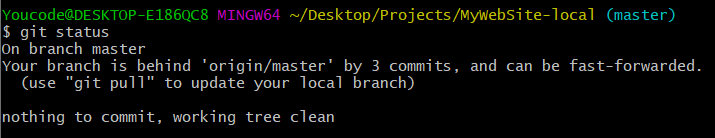 Youcode@DESKTOP-E186QC8 MINGW64 ~/Desktop/Projects/MyWebSite-local (master)
$ git status
On branch master
Your branch is behind 'origin/master' by 3 commits, and can be fast-forwarded.
  (use "git pull" to update your local branch)

nothing to commit, working tree clean